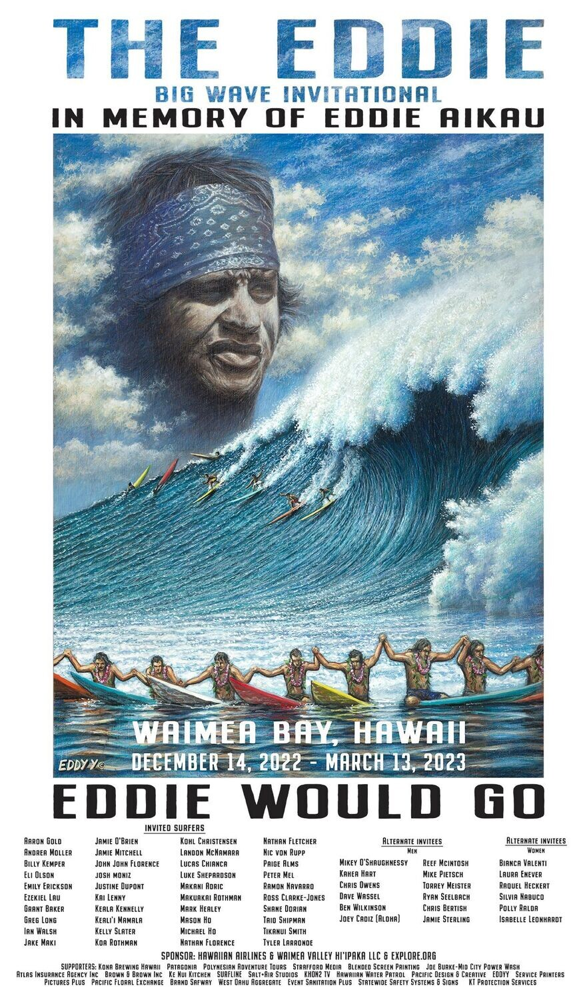 THE EDDIE
BIG WAVE INVITATIONAL
IN MEMORY OF EDDIE AIKAU
WAIMEA BAY, HAWAII
DECEMBER 14, 2022 - MARCH 13, 2023
EDDY Y ©
EDDIE WOULD GO
INVITED SURFERS
AARON GOLD
ANDREA MOLLER
BILLY KEMPER
ELI OLSON
EMILY ERICKSON
EZEKIEL LAU
GRANT BAKER
GREG LONG
IAN WALSH
JAKE MAKI
JAMIE O'BRIEN
JAMIE MITCHELL
JOHN JOHN FLORENCE
JOSH MONIZ
JUSTINE DUPONT
KAI LENNY
KEALA KENNELLY
KEALI'I MAMALA
KELLY SLATER
KOA ROTHMAN
KOHL CHRISTENSEN
LANDON MCNAMARA
LUCAS CHIANCA
LUKE SHEPARDSON
MAKANI ADRIC
MAKUAKAI ROTHMAN
MARK HEALEY
MASON HO
MICHAEL HO
NATHAN FLORENCE
NATHAN FLETCHER
NIC VON RUPP
PAIGE ALMS
PETER MEL
RAMON NAVARRO
ROSS CLARKE-JONES
SHANE DORIAN
TAIO SHIPMAN
TIKANUI SMITH
TYLER LARRONDE
ALTERNATE INVITEES
MEN
MIKEY O'SHAUGHNESSY
KAHEA HART
CHRIS OWENS
DAVE WASSEL
BEN WILKINSON
JOEY CADIZ (ALOHA)
REEF MCINTOSH
MIKE PIETSCH
TORREY MEISTER
RYAN SEELBACH
CHRIS BERTISH
JAMIE STERLING
ALTERNATE INVITEES
WOMEN
BIANCA VALENTI
LAURA ENEVER
RAQUEL HECKERT
SILVIA NABUCO
POLLY RALDA
ISABELLE LEONHARDT
SPONSOR: HAWAIIAN AIRLINES & WAIMEA VALLEY HI'IPAKA LLC & EXPLORE.ORG
SUPPORTERS: KONA BREWING HAWAII PATAGONIA POLYNESIAN ADVENTURE TOURS STRAFFORD MEDIA BLENDED SCREEN PRINTING JOE BURKE-MID CITY POWER WASH
ATLAS INSURANCE AGENCY INC BROWN & BROWN INC KE NUI KITCHEN SURFLINE SALT+AIR STUDIOS KHON2 TV HAWAIIAN WATER PATROL PACIFIC DESIGN & CREATIVE EDDYY SERVICE PRINTERS
PICTURES PLUS PACIFIC FLORAL EXCHANGE BRAND SAFWAY WEST OAHU AGGREGATE EVENT SANITATION PLUS STATEWIDE SAFETY SYSTEMS & SIGNS KT PROTECTION SERVICES